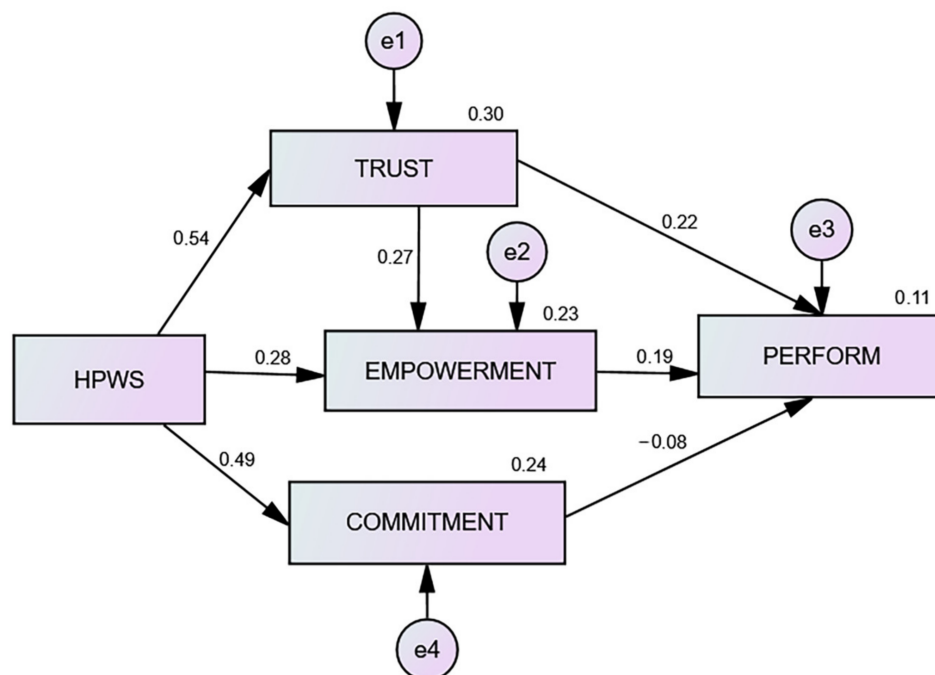 e1
0.30
TRUST
0.54
0.27
0.22
e2
e3
0.23
0.11
HPWS
0.28
EMPOWERMENT
0.19
PERFORM
0.49
0.24
−0.08
COMMITMENT
e4